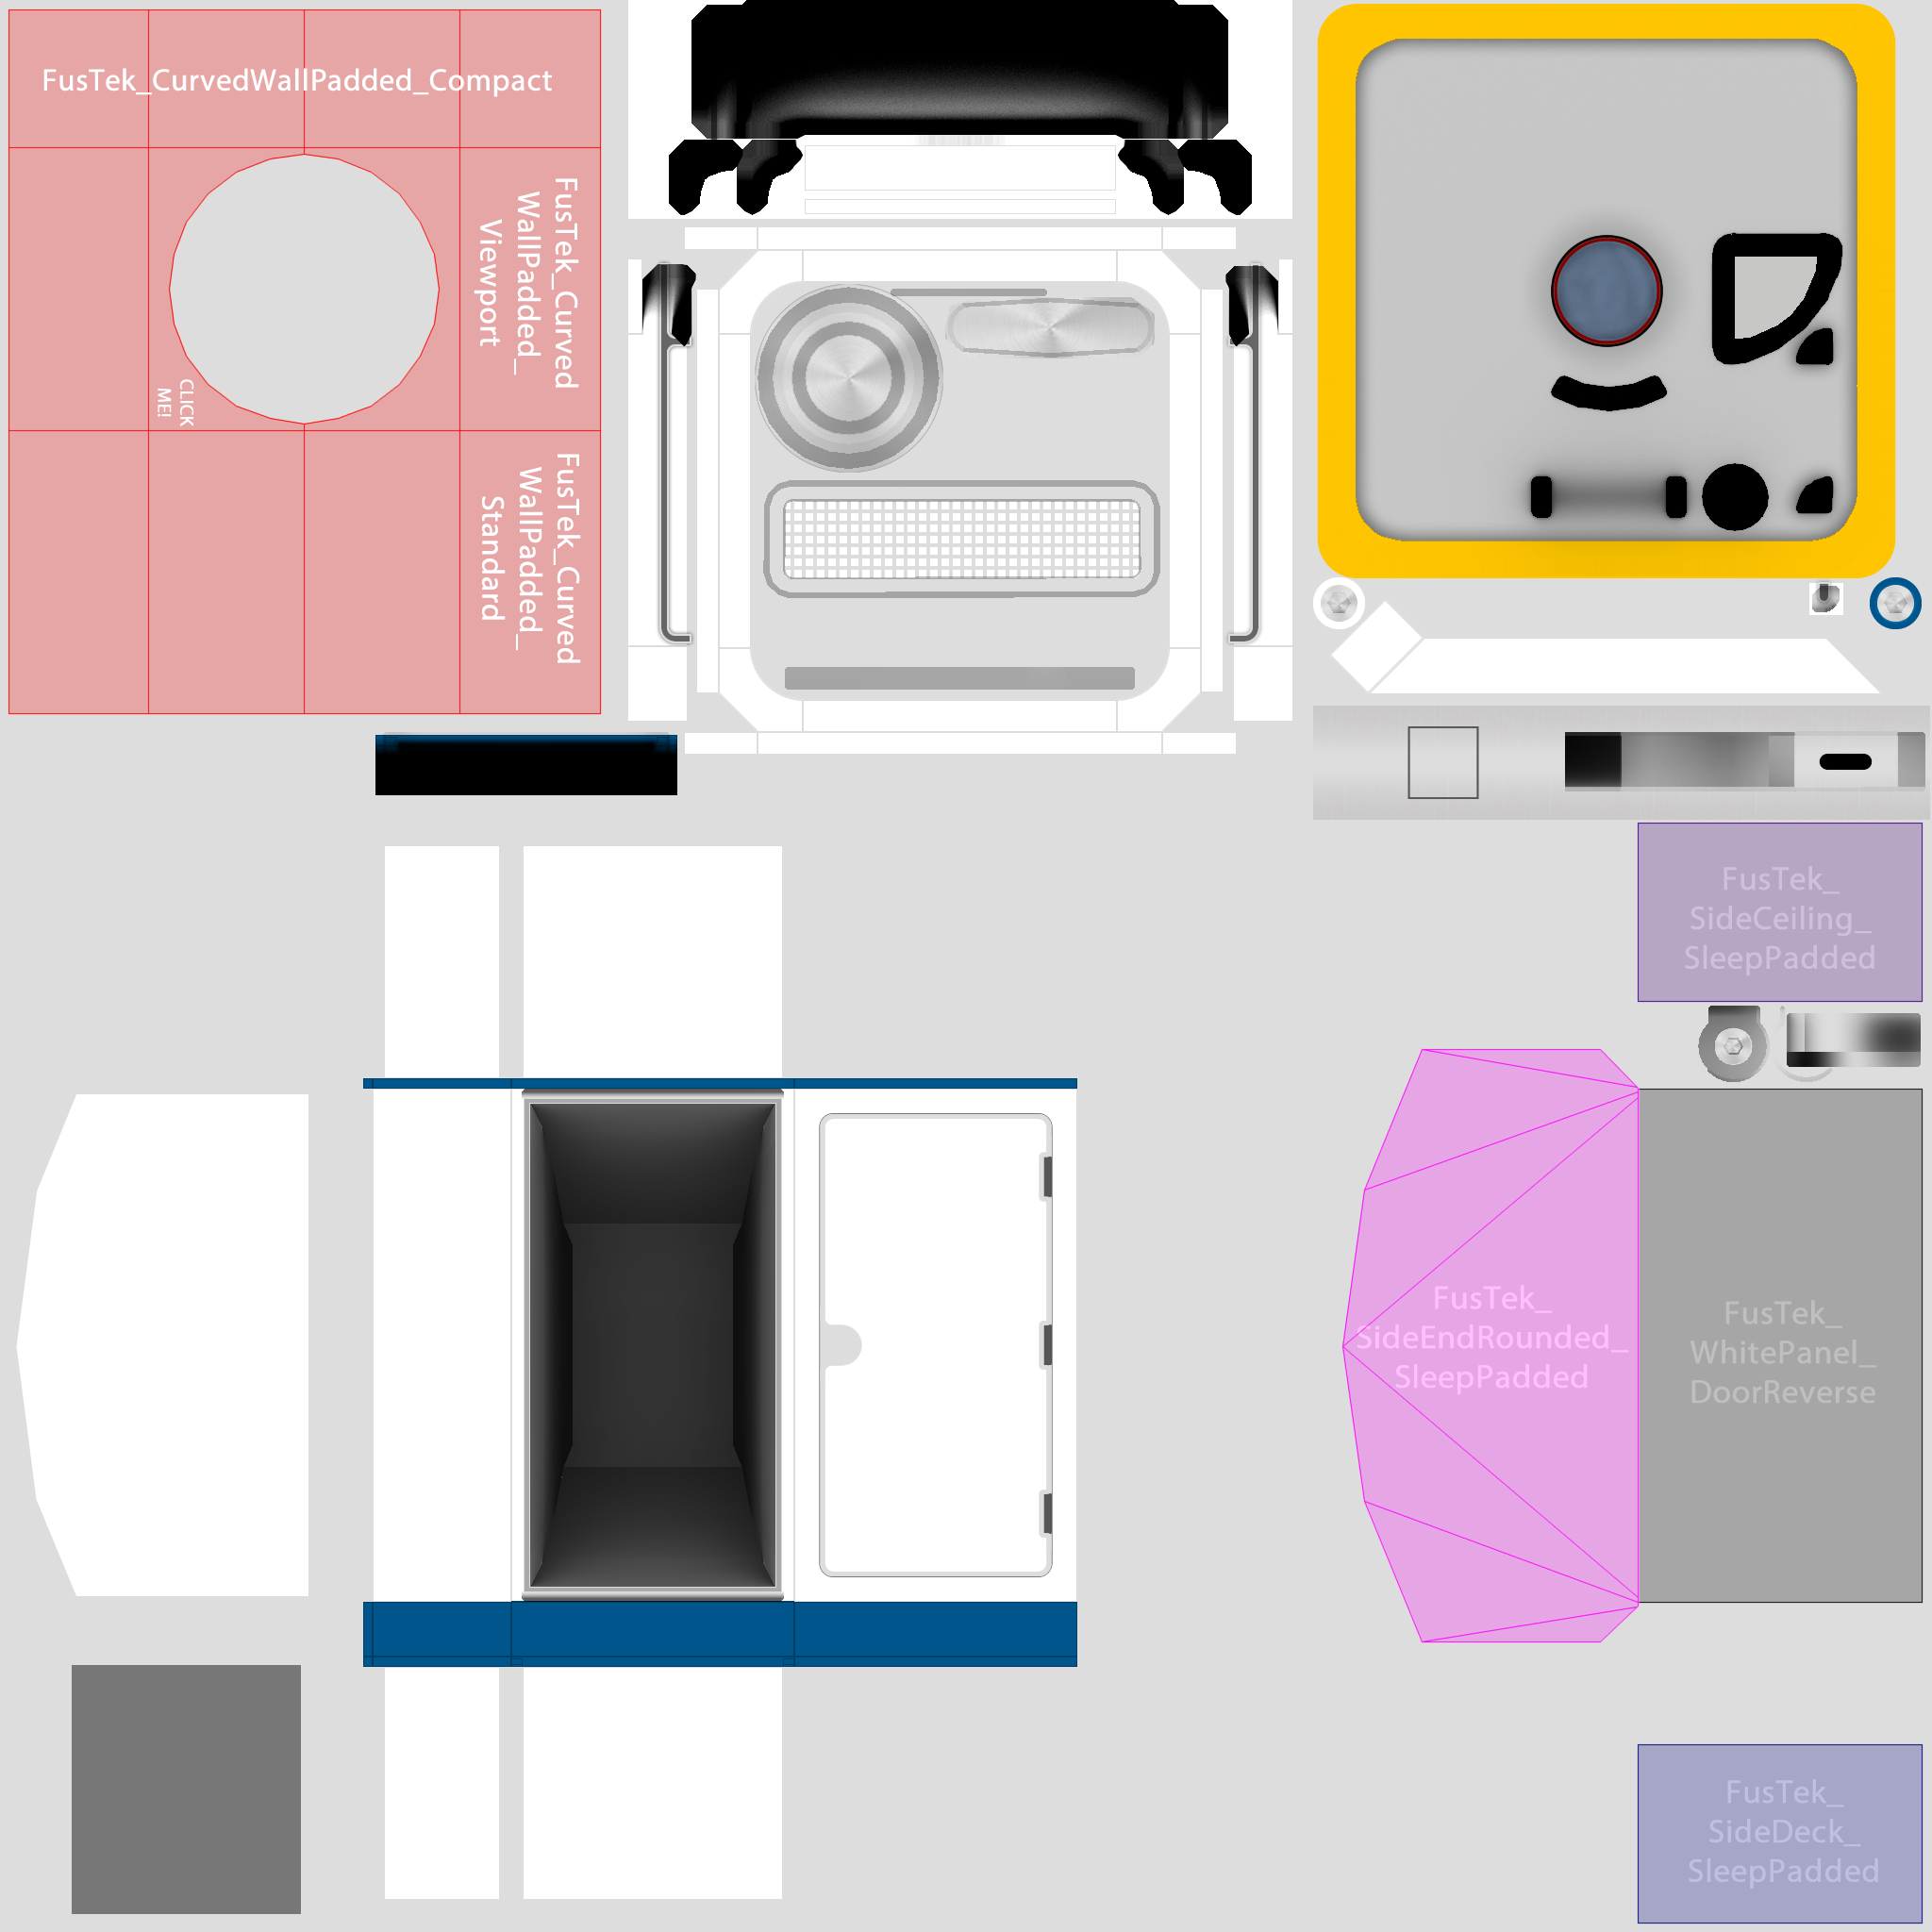 FusTek_CurvedWallPadded_Compact
FusTek_Curved
WallPadded_
Viewport
CLICK
ME!
FusTek_Curved
WallPadded_
Standard
FusTek_
SideCeiling_
SleepPadded
FusTek_
SideEndRounded_
SleepPadded
FusTek_
WhitePanel_
DoorReverse
FusTek_
SideDeck_
SleepPadded